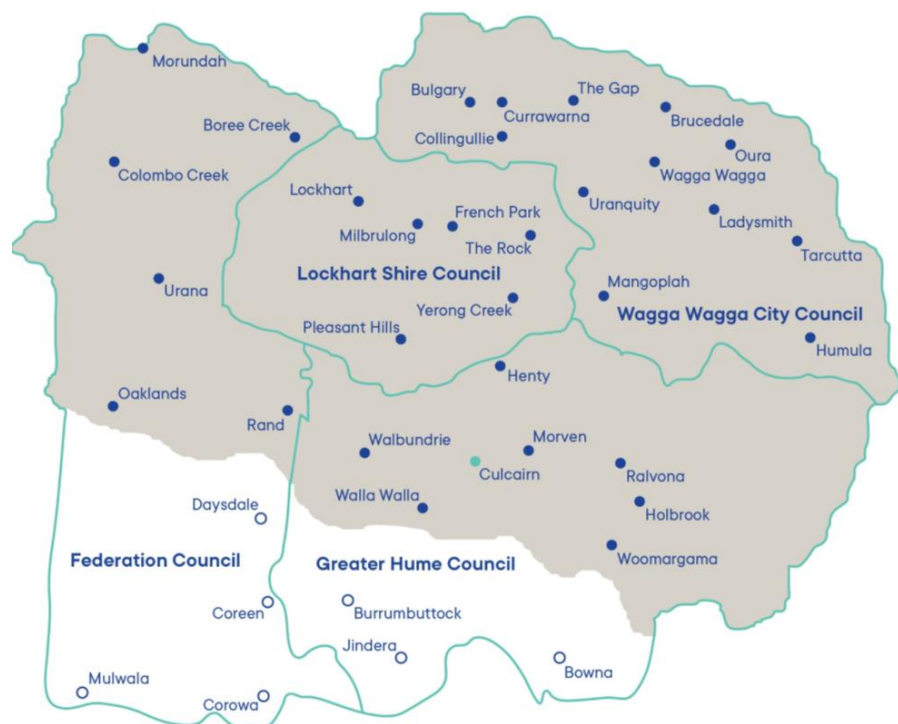 Morundah
Bulgary
The Gap
Currawarna
Brucedale
Boree Creek
Collingullie
Oura
Colombo Creek
Wagga Wagga
Lockhart
Uranquity
French Park
Ladysmith
Milbrulong
The Rock
Tarcutta
Lockhart Shire Council
Urana
Mangoplah
Yerong Creek
Wagga Wagga City Council
Pleasant Hills
Humula
Henty
Oaklands
Rand
Walbundrie
Morven
Culcairn
Ralvona
Walla Walla
Daysdale
Holbrook
Federation Council
Greater Hume Council
Woomargama
Coreen
Burrumbuttock
Jindera
Bowna
Mulwala
Corowa